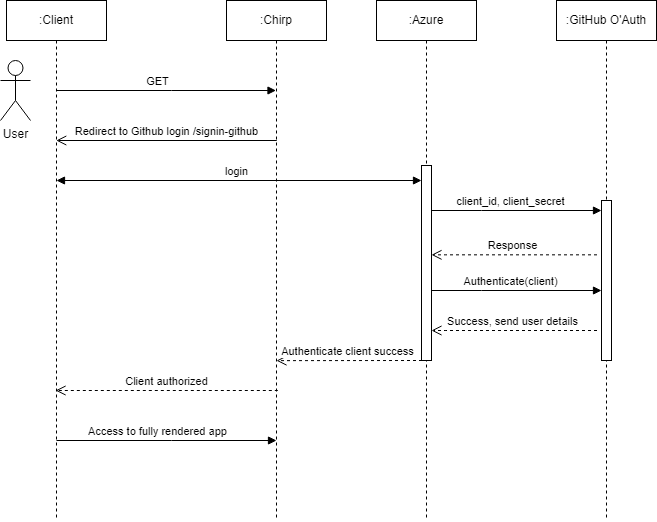 :Client
:Chirp
:Azure
:GitHub O'Auth
User
GET
Redirect to Github login /signin-github
login
client_id, client_secret
Response
Authenticate(client)
Success, send user details
Authenticate client success
Client authorized
Access to fully rendered app